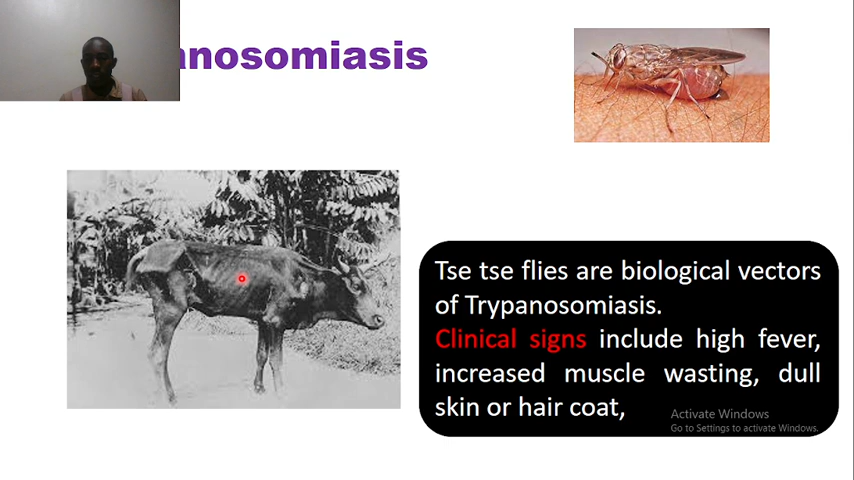 anosomiasis
Tse tse flies are biological vectors
of Trypanosomiasis.
Clinical signs include high fever,
increased muscle wasting, dull
skin or hair coat,
Activate Windows
Go to Settings to activate Windows.